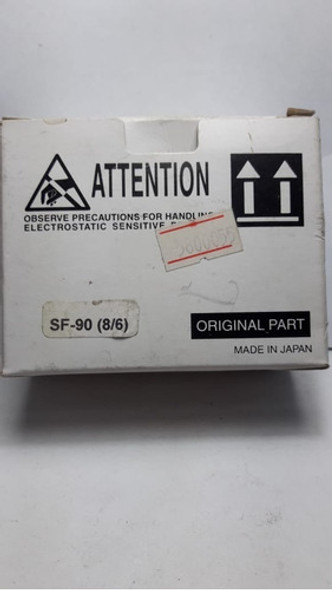 ATTENTION
OBSERVE PRECAUTIONS FOR HANDLING
ELECTROSTATIC SENSITIVE
SF-90 (8/6)
ORIGINAL PART
MADE IN JAPAN